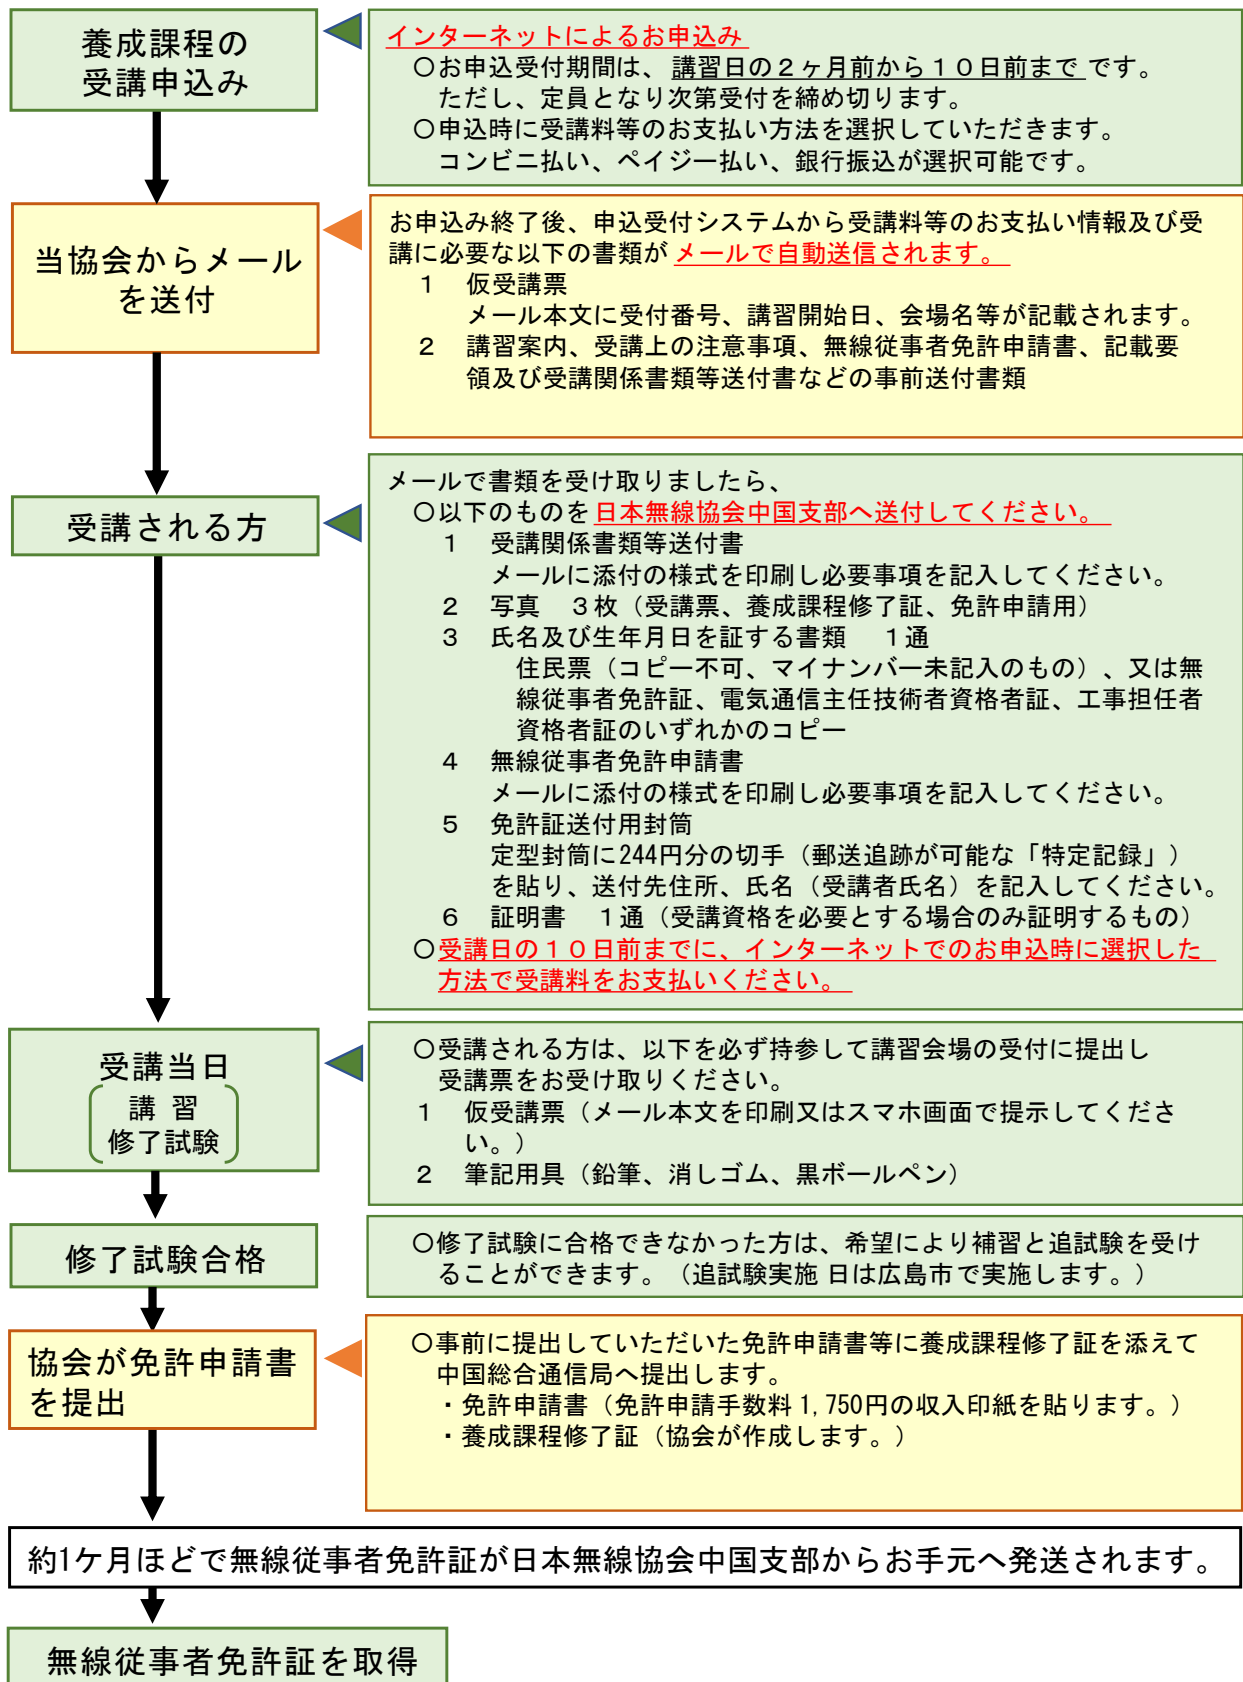 養成課程の
受講申込み
インターネットによるお申込み
〇お申込受付期間は、講習日の２ヶ月前から１０日前までです。
ただし、定員となり次第受付を締め切ります。
〇申込時に受講料等のお支払い方法を選択していただきます。
コンビニ払い、ペイジー払い、銀行振込が選択可能です。
当協会からメール
を送付
お申込み終了後、申込受付システムから受講料等のお支払い情報及び受
講に必要な以下の書類がメールで自動送信されます。
１　仮受講票
メール本文に受付番号、講習開始日、会場名等が記載されます。
２　講習案内、受講上の注意事項、無線従事者免許申請書、記載要
領及び受講関係書類等送付書などの事前送付書類
受講される方
メールで書類を受け取りましたら、
〇以下のものを日本無線協会中国支部へ送付してください。
１　受講関係書類等送付書
メールに添付の様式を印刷し必要事項を記入してください。
２　写真　３枚（受講票、養成課程修了証、免許申請用）
３　氏名及び生年月日を証する書類　１通
住民票（コピー不可、マイナンバー未記入のもの）、又は無
線従事者免許証、電気通信主任技術者資格者証、工事担任者
資格者証のいずれかのコピー
４　無線従事者免許申請書
メールに添付の様式を印刷し必要事項を記入してください。
５　免許証送付用封筒
定型封筒に244円分の切手（郵送追跡が可能な「特定記録」）
を貼り、送付先住所、氏名（受講者氏名）を記入してください。
６　証明書　１通（受講資格を必要とする場合のみ証明するもの）
〇受講日の１０日前までに、インターネットでのお申込時に選択した
方法で受講料をお支払いください。
受講当日
講 習
修了試験
〇受講される方は、以下を必ず持参して講習会場の受付に提出し
受講票をお受け取りください。
１　仮受講票（メール本文を印刷又はスマホ画面で提示してくださ
い。）
２　筆記用具（鉛筆、消しゴム、黒ボールペン）
修了試験合格
〇修了試験に合格できなかった方は、希望により補習と追試験を受け
ることができます。（追試験実施 日は広島市で実施します。）
協会が免許申請書
を提出
〇事前に提出していただいた免許申請書等に養成課程修了証を添えて
中国総合通信局へ提出します。
・免許申請書（免許申請手数料1,750円の収入印紙を貼ります。）
・養成課程修了証（協会が作成します。）
約1ケ月ほどで無線従事者免許証が日本無線協会中国支部からお手元へ発送されます。
無線従事者免許証を取得